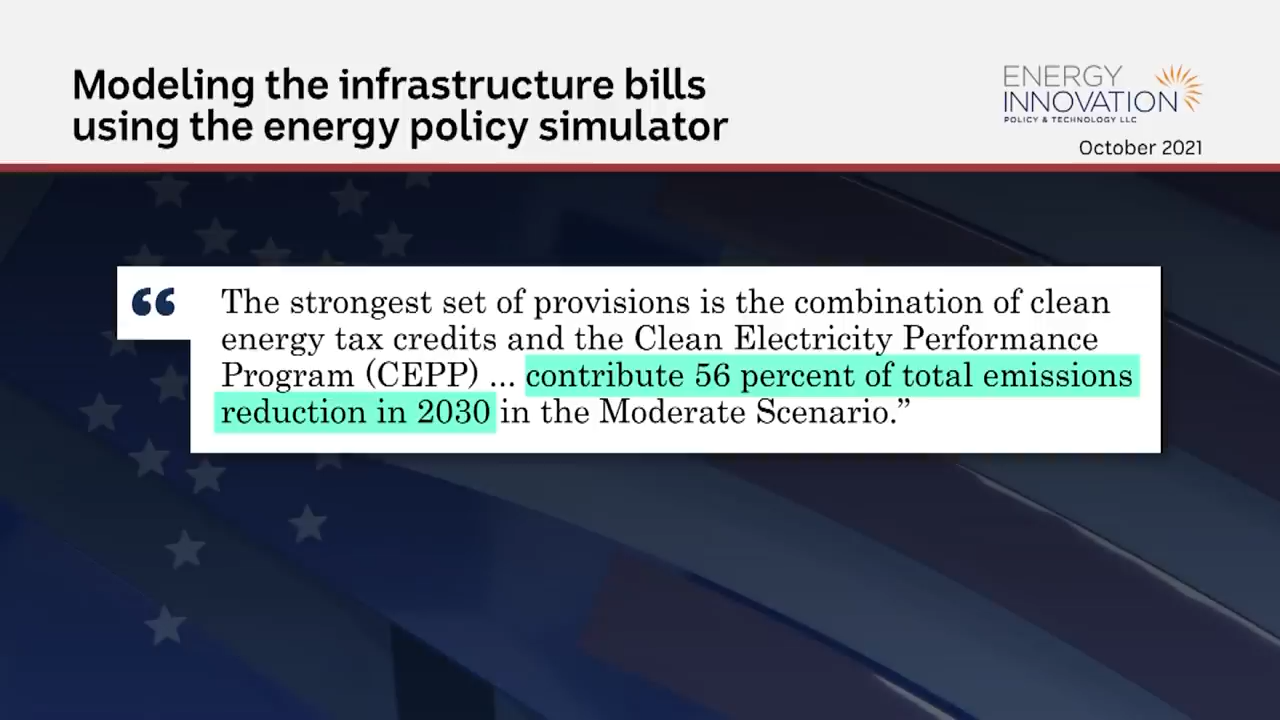 Modeling the infrastructure bills
using the energy policy simulator
ENERGY
INNOVATION
POLICY & TECHNOLOGY LLC
October 2021
“ The strongest set of provisions is the combination of clean
energy tax credits and the Clean Electricity Performance
Program (CEPP) ... contribute 56 percent of total emissions
reduction in 2030 in the Moderate Scenario.”